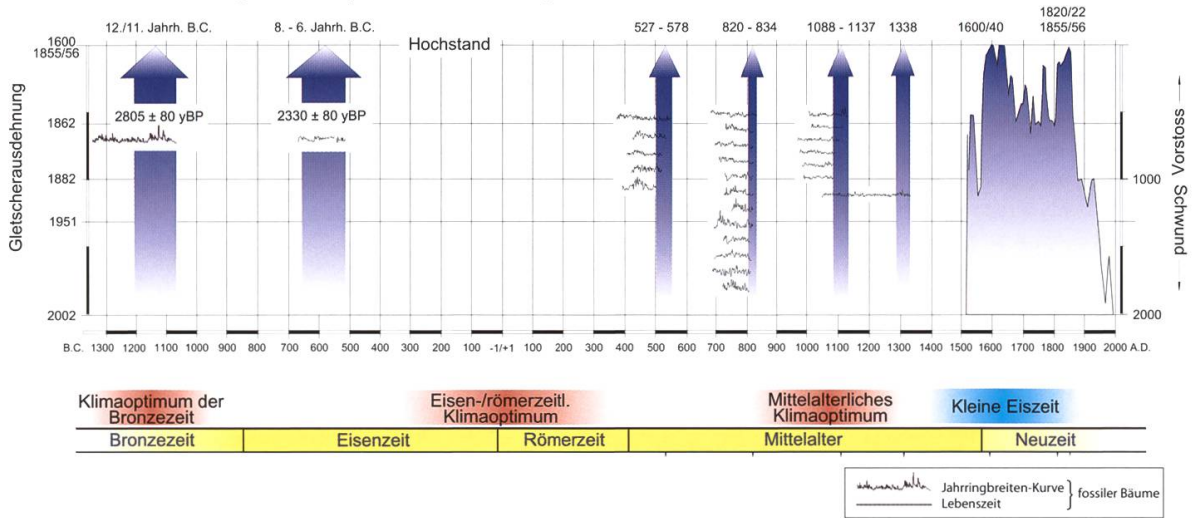 12./11. Jahrh. B.C.
8. - 6. Jahrh. B.C.
527 - 578
820 - 834
1088 - 1137
1338
1600/40
1820/22
1855/56
Hochstand
Gletscherausdehnung
1600
1855/56
1862
1882
1951
2002
2805 ± 80 yBP
2330 ± 80 yBP
1000
2000
Vorstoss
Schwund
B.C. 1300 1200 1100 1000 900 800 700 600 500 400 300 200 100 -1/+1 100 200 300 400 500 600 700 800 900 1000 1100 1200 1300 1400 1500 1600 1700 1800 1900 2000 A.D.
Klimaoptimum der
Bronzezeit
Eisen-/römerzeitl.
Klimaoptimum
Mittelalterliches
Klimaoptimum
Kleine Eiszeit
Bronzezeit
Eisenzeit
Römerzeit
Mittelalter
Neuzeit
Jahrringbreiten-Kurve
Lebenszeit
fossiler Bäume